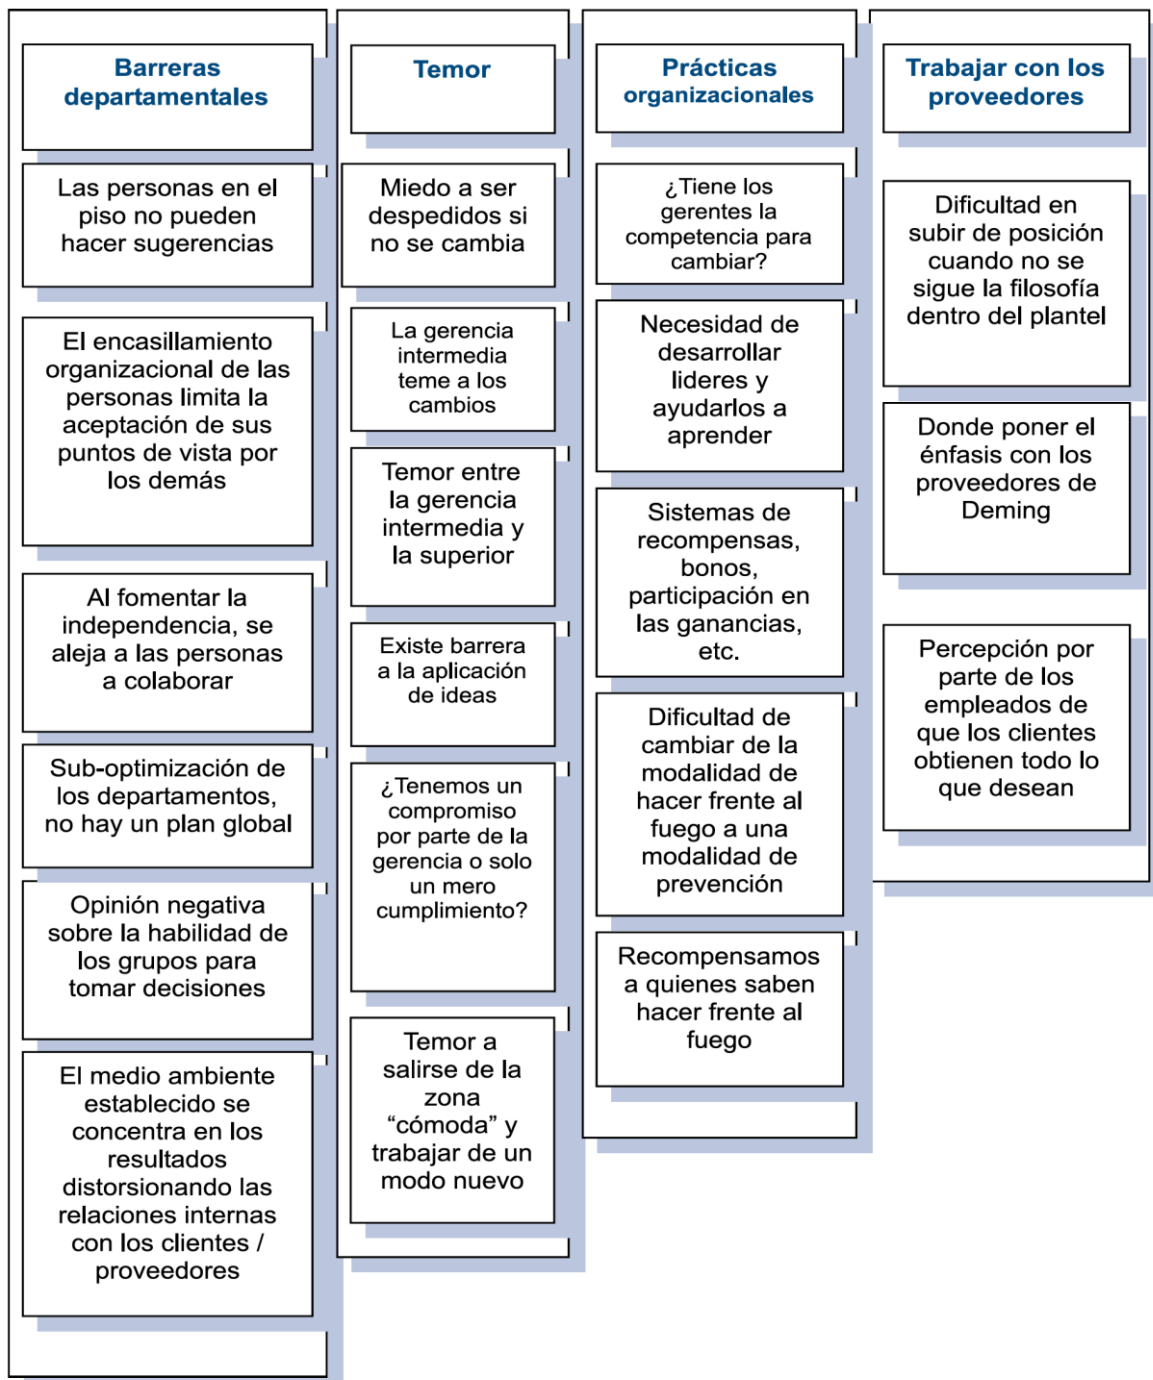 Barreras
departamentales
Las personas en el
piso no pueden
hacer sugerencias
El encasillamiento
organizacional de las
personas limita la
aceptación de sus
puntos de vista por
los demás
Al fomentar la
independencia, se
aleja a las personas
a colaborar
Sub-optimización de
los departamentos,
no hay un plan global
Opinión negativa
sobre la habilidad de
los grupos para
tomar decisiones
El medio ambiente
establecido se
concentra en los
resultados
distorsionando las
relaciones internas
con los clientes /
proveedores
Temor
Miedo a ser
despedidos si
no se cambia
La gerencia
intermedia
teme a los
cambios
Temor entre
la gerencia
intermedia y
la superior
Existe barrera
a la aplicación
de ideas
¿Tenemos un
compromiso
por parte de la
gerencia o solo
un mero
cumplimiento?
Temor a
salirse de la
zona
“cómoda” y
trabajar de un
modo nuevo
Prácticas
organizacionales
¿Tiene los
gerentes la
competencia para
cambiar?
Necesidad de
desarrollar
lideres y
ayudarlos a
aprender
Sistemas de
recompensas,
bonos,
participación en
las ganancias,
etc.
Dificultad de
cambiar de la
modalidad de
hacer frente al
fuego a una
modalidad de
prevención
Recompensamos
a quienes saben
hacer frente al
fuego
Trabajar con los
proveedores
Dificultad en
subir de posición
cuando no se
sigue la filosofía
dentro del plantel
Donde poner el
énfasis con los
proveedores de
Deming
Percepción por
parte de los
empleados de
que los clientes
obtienen todo lo
que desean